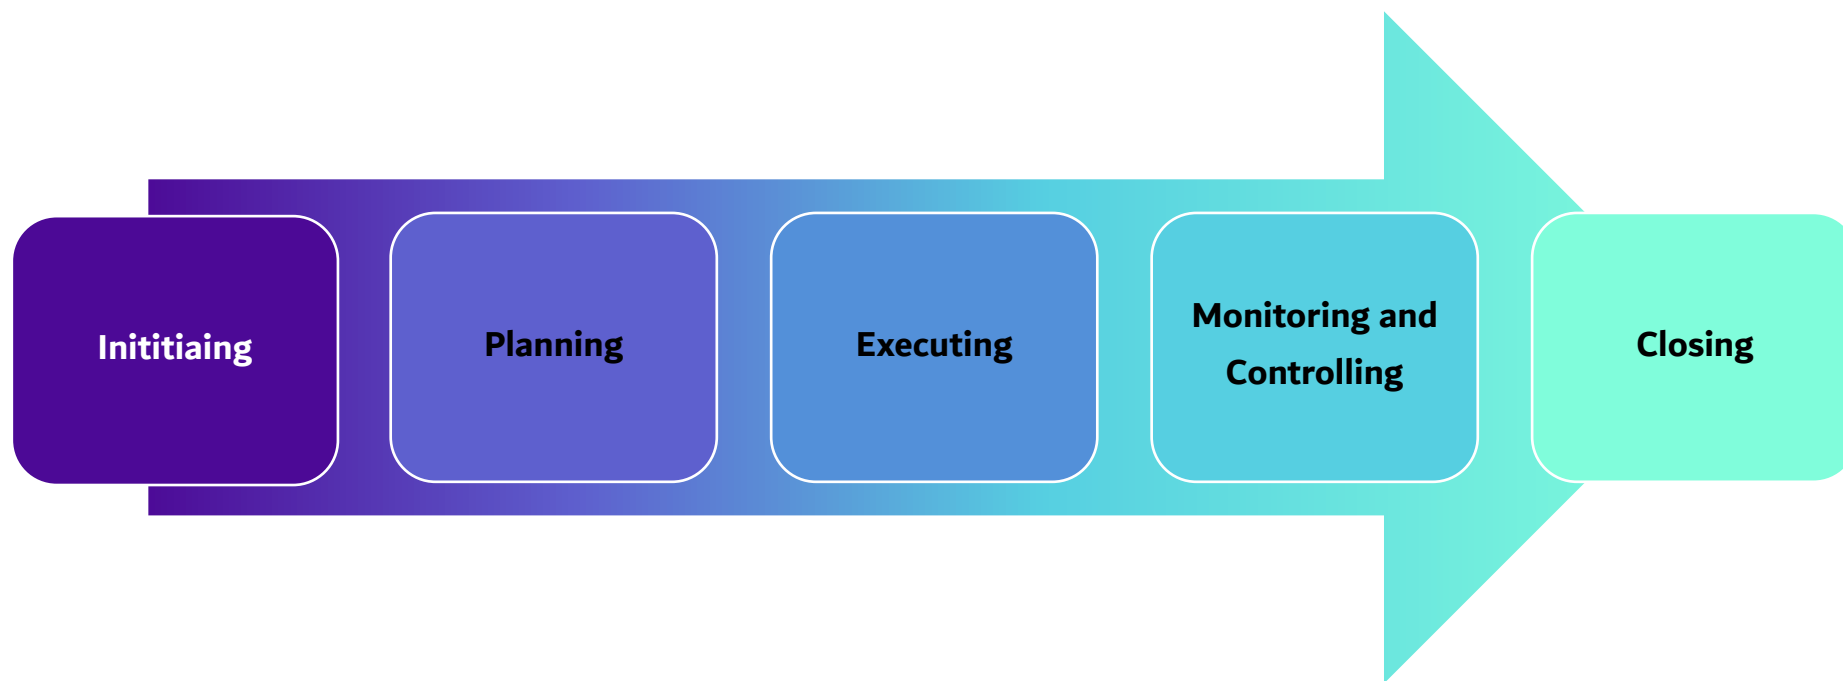 Inititiaing
Planning
Executing
Monitoring and
Controlling
Closing